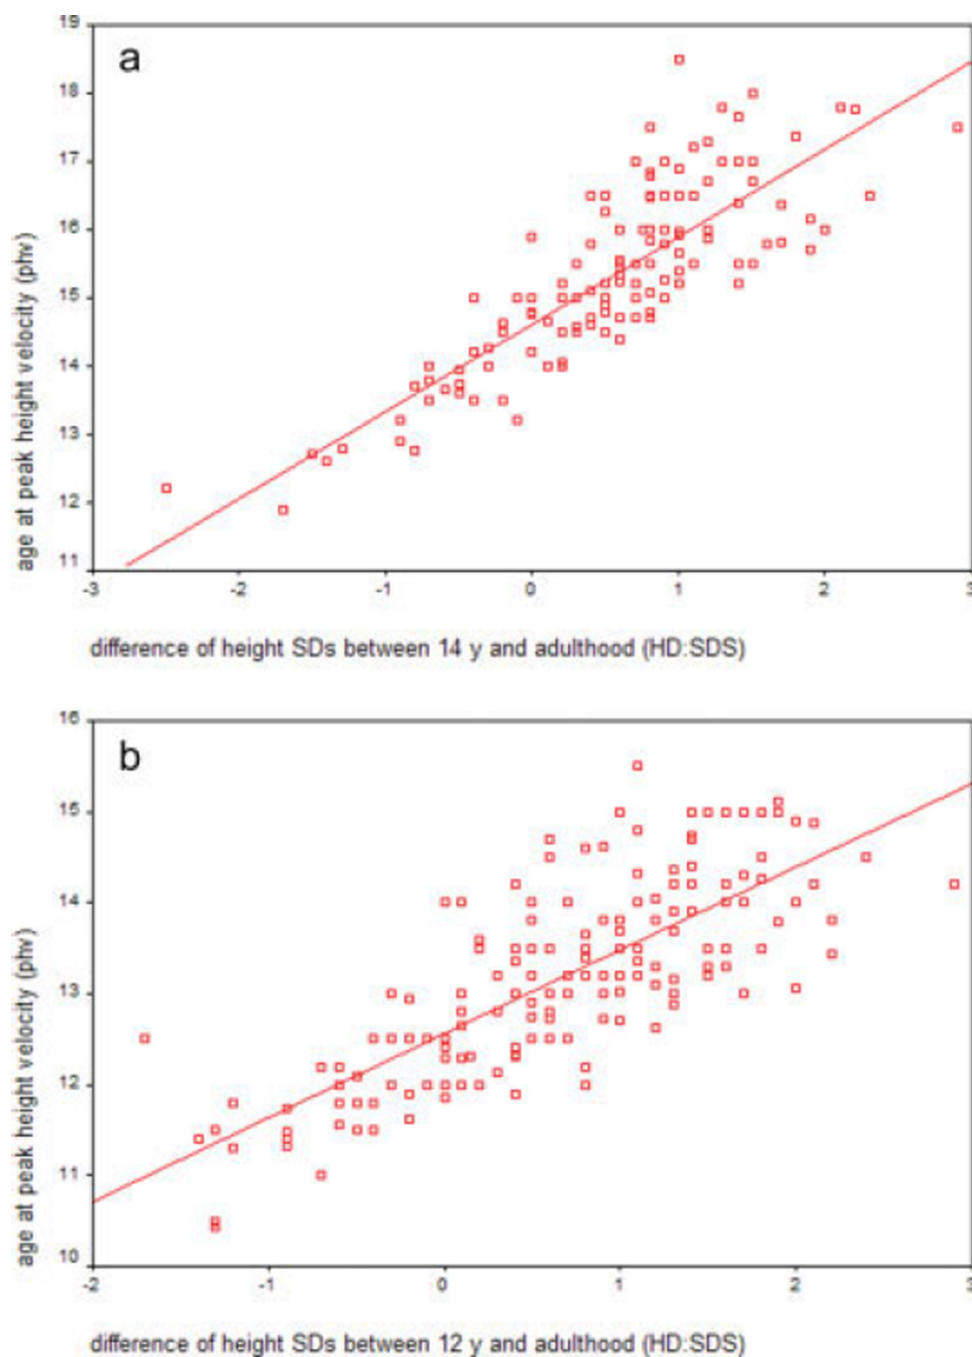 19
a
18
17
16
15
14
13
12
11
age at peak height velocity (phv)
-3 -2 -1 0 1 2 3
difference of height SDs between 14 y and adulthood (HD:SDS)
16
b
15
14
13
12
11
10
age at peak height velocity (phv)
-2 -1 0 1 2 3
difference of height SDs between 12 y and adulthood (HD:SDS)